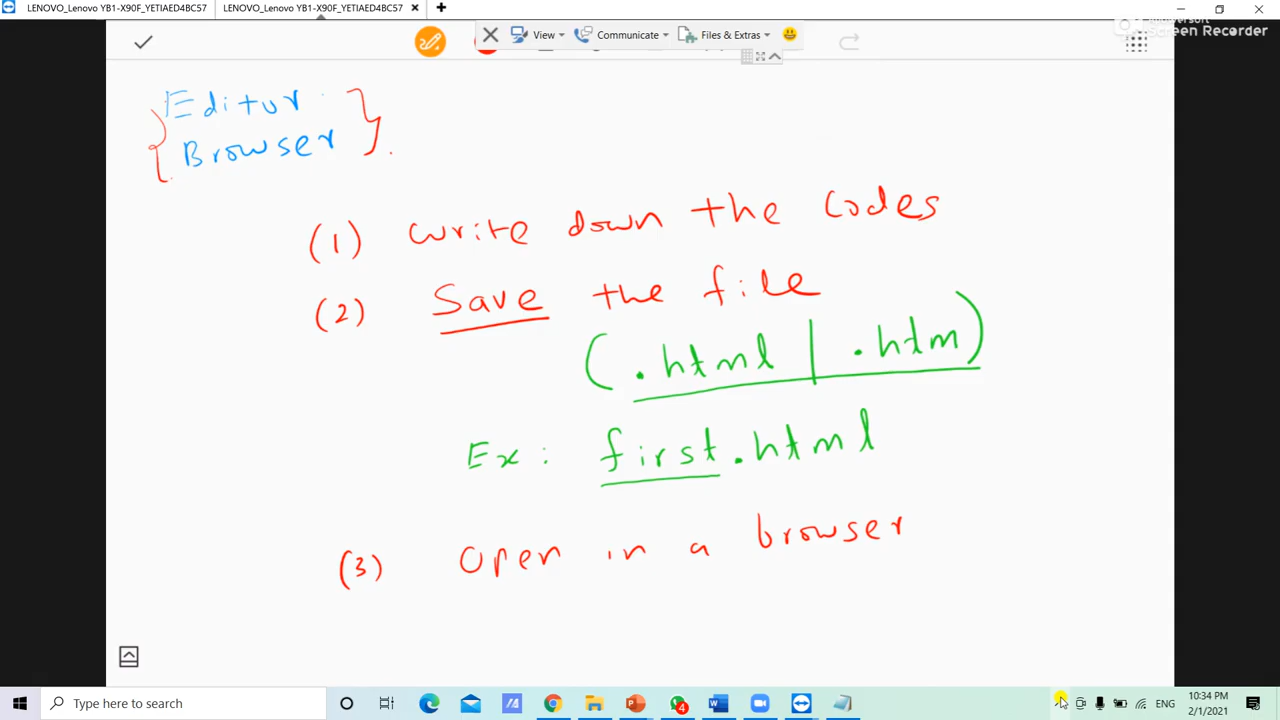 LENOVO_Lenovo YB1-X90F_YETIAED4BC57
LENOVO_Lenovo YB1-X90F_YETIAED4BC57
View
Communicate
Files & Extras
Screen Recorder
Editor
Browser
(1) Write down the Codes
(2) Save the file
(.html | .htm)
Ex: first.html
(3) Open in a browser
Type here to search
4
ENG
10:34 PM
2/1/2021